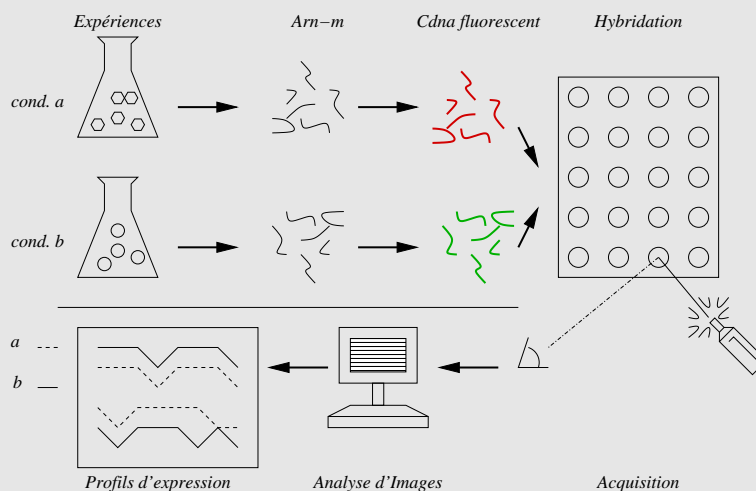 Expériences
Arn−m
Cdna fluorescent
Hybridation
cond. a
cond. b
a
b
Profils d'expression
Analyse d'Images
Acquisition